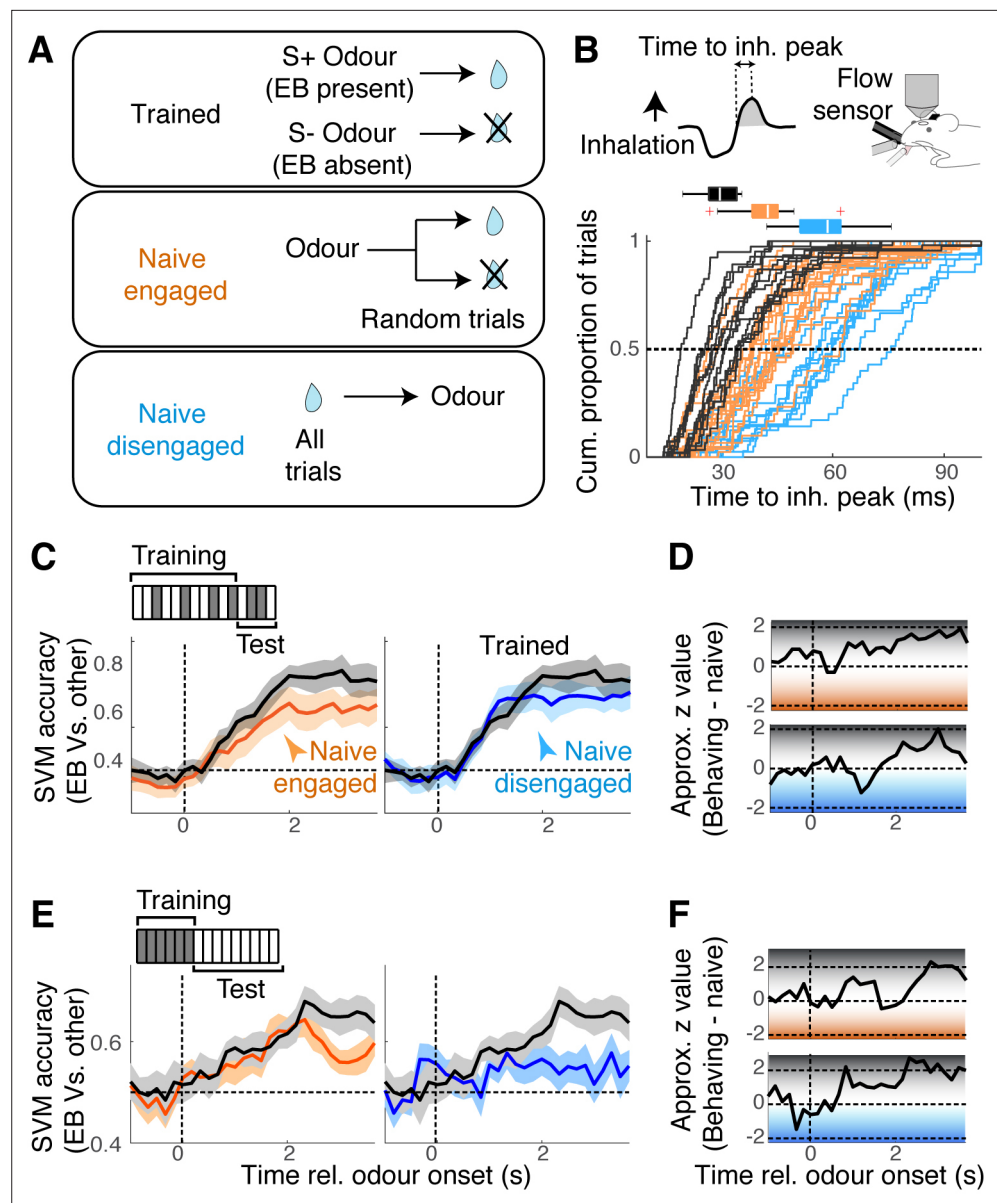 A
Trained
S+ Odour
(EB present)
S- Odour
(EB absent)
Naive
engaged
Odour
Random trials
Naive
disengaged
All
trials
Odour
B
Time to inh. peak
Inhalation
Flow
sensor
Cum. proportion of trials
1
0.5
0
30
60
90
Time to inh. peak (ms)
C
Training
Test
SVM accuracy
(EB Vs. other)
0.8
0.6
0.4
Naive
engaged
0
2
Trained
Naive
disengaged
0
2
D
Approx. z value
(Behaving - naive)
2
0
-2
2
0
-2
0
2
E
Training
Test
SVM accuracy
(EB Vs. other)
0.6
0.4
0
2
0
2
Time rel. odour onset (s)
F
Approx. z value
(Behaving - naive)
2
0
-2
2
0
-2
0
2
Time rel. odour onset (s)